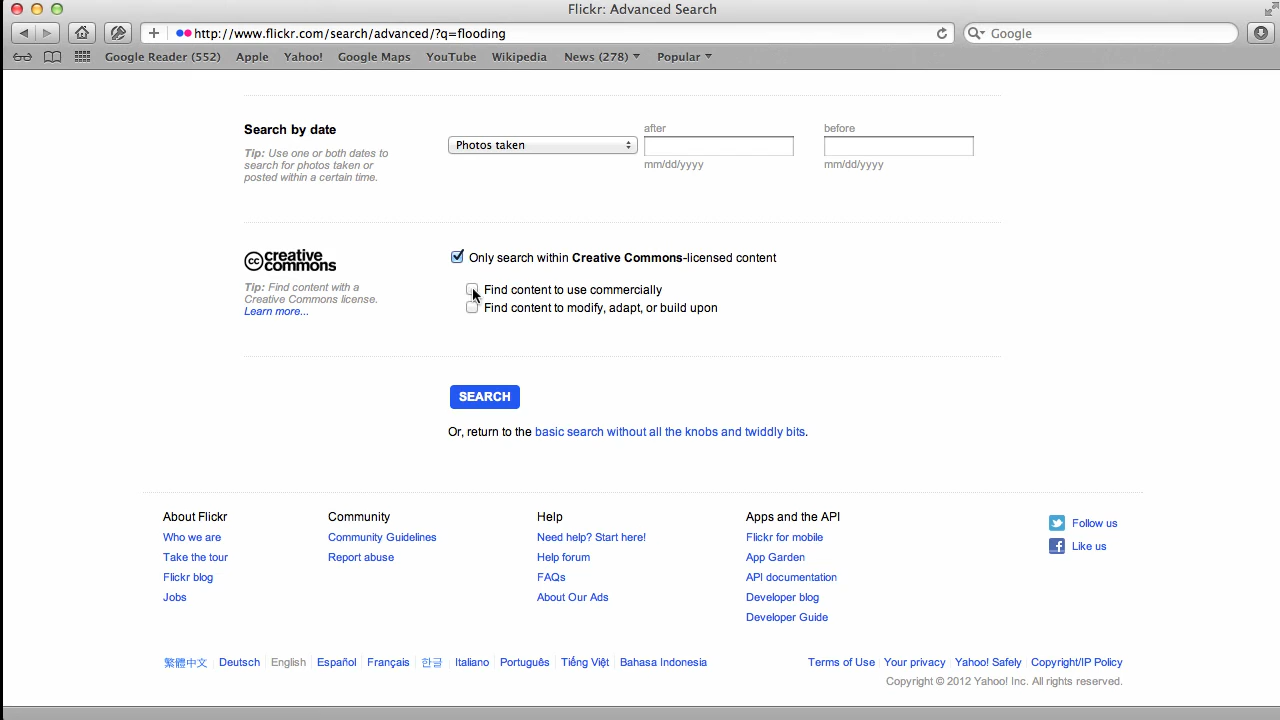 Flickr: Advanced Search
http://www.flickr.com/search/advanced/?q=flooding
Google
Google Reader (552) Apple Yahoo! Google Maps YouTube Wikipedia News (278) Popular
Search by date
Tip: Use one or both dates to
search for photos taken or
posted within a certain time.
Photos taken
after
mm/dd/yyyy
before
mm/dd/yyyy
cc creative
commons
Tip: Find content with a
Creative Commons license.
Learn more...
Only search within Creative Commons-licensed content
Find content to use commercially
Find content to modify, adapt, or build upon
SEARCH
Or, return to the basic search without all the knobs and twiddly bits.
About Flickr
Who we are
Take the tour
Flickr blog
Jobs
Community
Community Guidelines
Report abuse
Help
Need help? Start here!
Help forum
FAQs
About Our Ads
Apps and the API
Flickr for mobile
App Garden
API documentation
Developer blog
Developer Guide
Follow us
Like us
繁體中文 Deutsch English Español Français 한글 Italiano Português Tiếng Việt Bahasa Indonesia
Terms of Use Your privacy Yahoo! Safely Copyright/IP Policy
Copyright © 2012 Yahoo! Inc. All rights reserved.